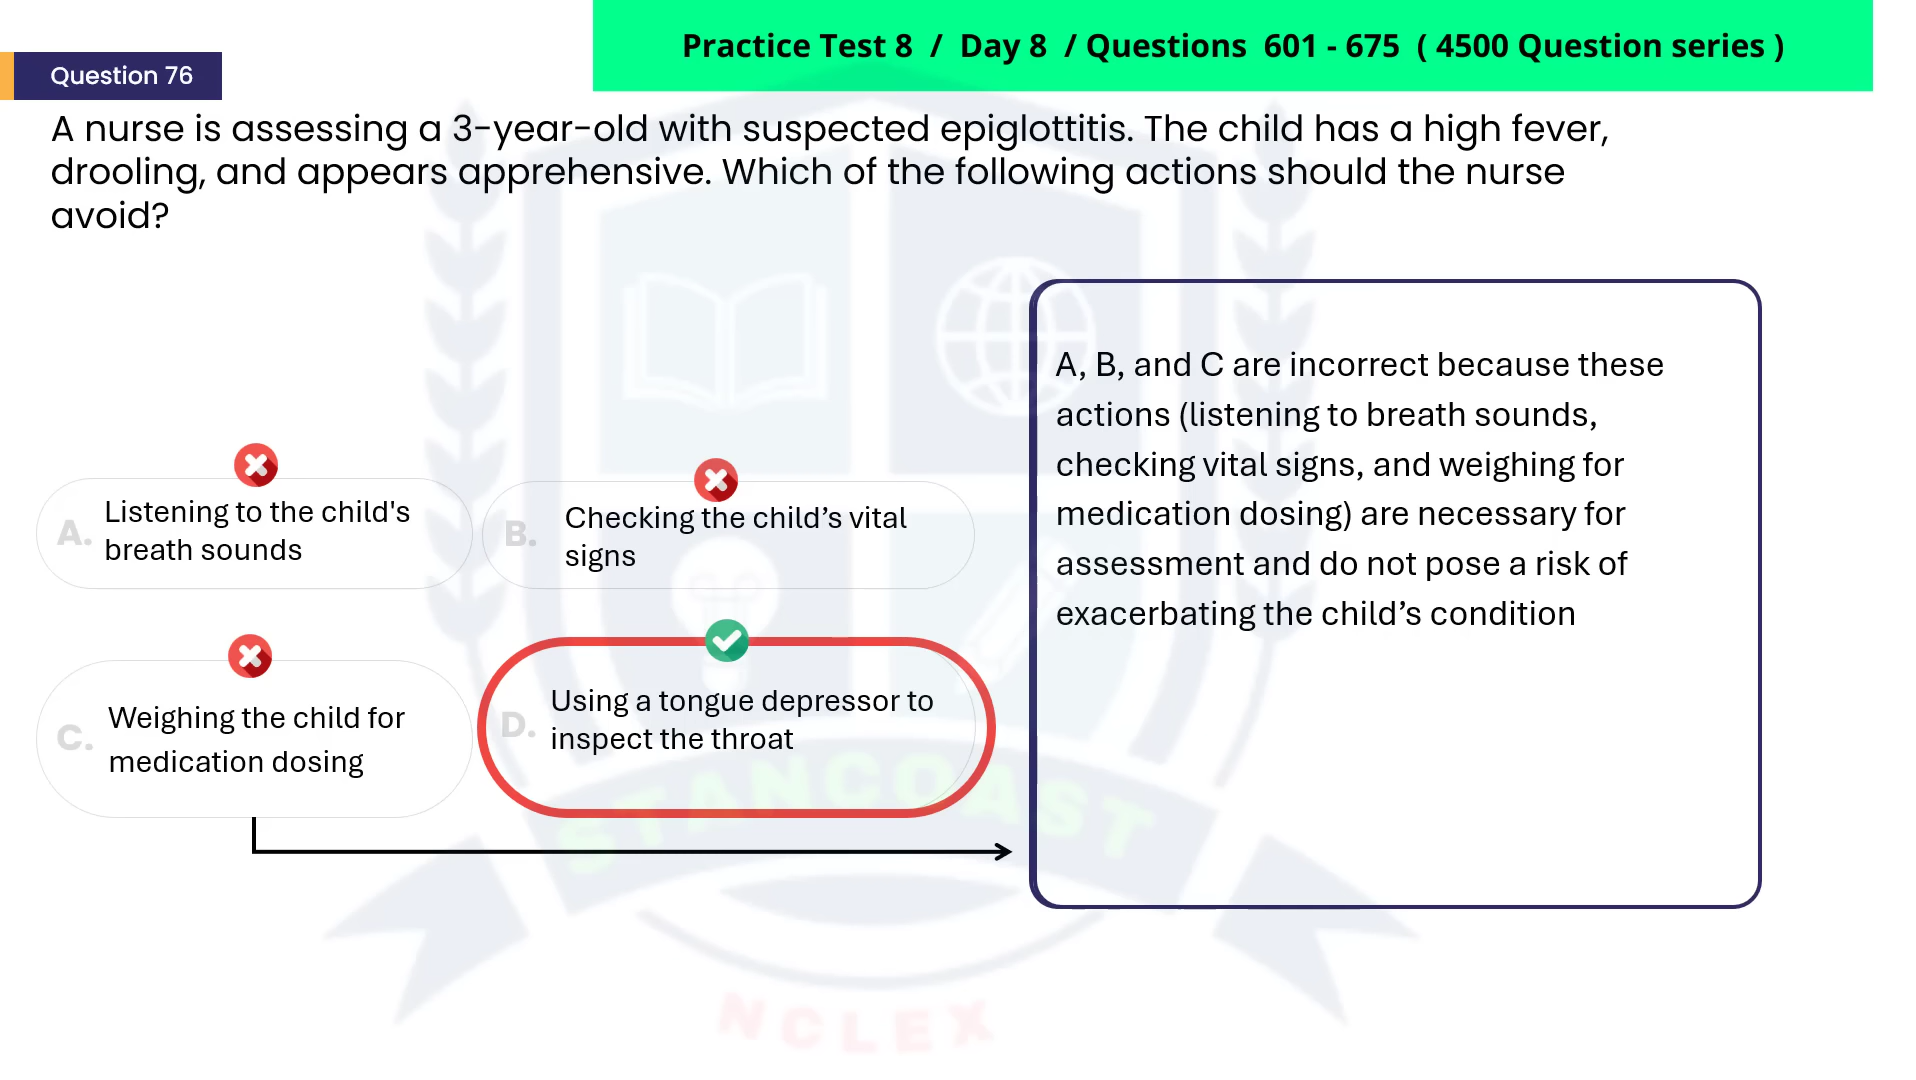 Practice Test 8 / Day 8 / Questions 601 - 675 ( 4500 Question series )
Question 76
A nurse is assessing a 3-year-old with suspected epiglottitis. The child has a high fever,
drooling, and appears apprehensive. Which of the following actions should the nurse
avoid?
A. Listening to the child's
breath sounds
B. Checking the child’s vital
signs
C. Weighing the child for
medication dosing
D. Using a tongue depressor to
inspect the throat
A, B, and C are incorrect because these
actions (listening to breath sounds,
checking vital signs, and weighing for
medication dosing) are necessary for
assessment and do not pose a risk of
exacerbating the child’s condition
STANCOAST
NCLEX